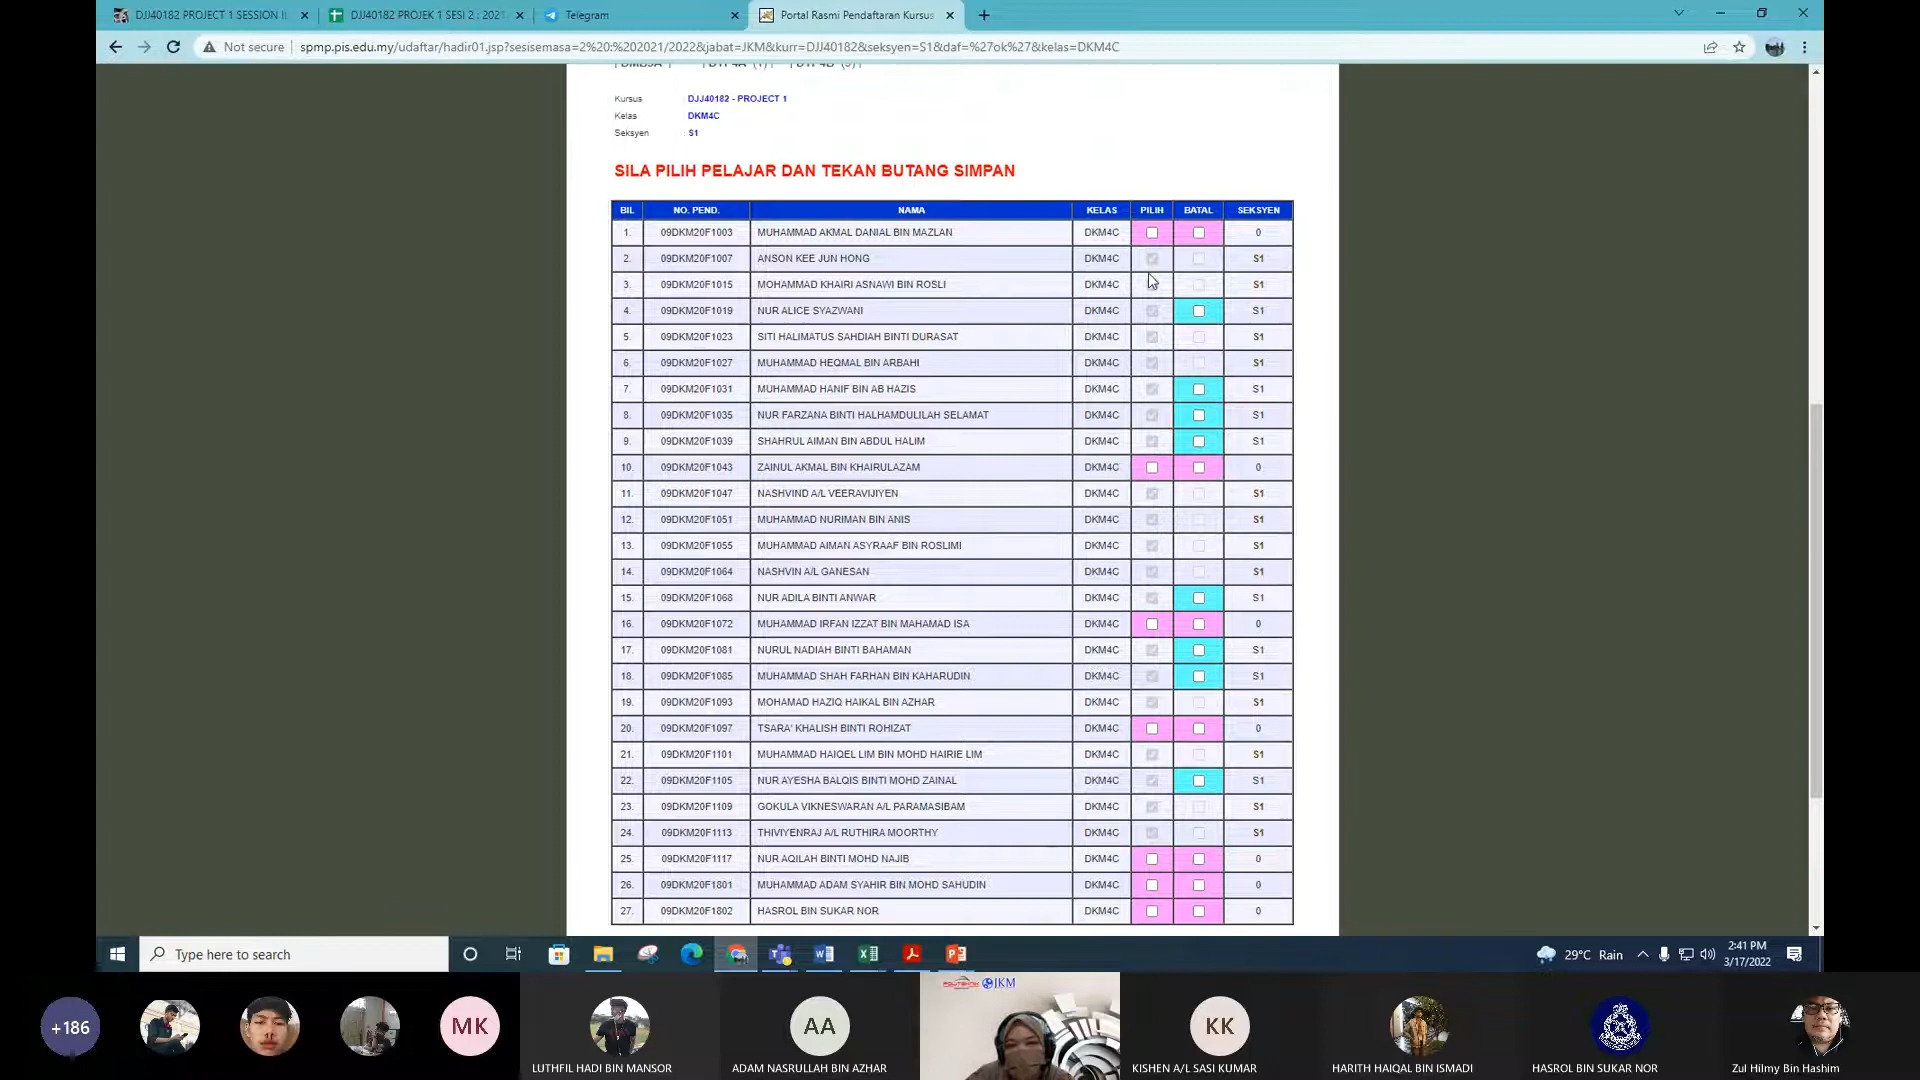 DJJ40182 PROJECT 1 SESSION II
DJJ40182 PROJEK 1 SESI 2 : 2021
Telegram
Portal Rasmi Pendaftaran Kursus
Not secure
spmp.pis.edu.my/udaftar/hadir01.jsp?sesisemasa=2%20:%202021/2022&jabat=JKM&kurr=DJJ40182&seksyen=S1&daf=%27ok%27&kelas=DKM4C
Kursus DJJ40182 - PROJECT 1
Kelas DKM4C
Seksyen : S1
SILA PILIH PELAJAR DAN TEKAN BUTANG SIMPAN
BIL NO. PEND. NAMA KELAS PILIH BATAL SEKSYEN
1. 09DKM20F1003 MUHAMMAD AKMAL DANIAL BIN MAZLAN DKM4C 0
2. 09DKM20F1007 ANSON KEE JUN HONG DKM4C S1
3. 09DKM20F1015 MOHAMMAD KHAIRI ASNAWI BIN ROSLI DKM4C S1
4. 09DKM20F1019 NUR ALICE SYAZWANI DKM4C S1
5. 09DKM20F1023 SITI HALIMATUS SAHDIAH BINTI DURASAT DKM4C S1
6. 09DKM20F1027 MUHAMMAD HEQMAL BIN ARBAHI DKM4C S1
7. 09DKM20F1031 MUHAMMAD HANIF BIN AB HAZIS DKM4C S1
8. 09DKM20F1035 NUR FARZANA BINTI HALHAMDULILAH SELAMAT DKM4C S1
9. 09DKM20F1039 SHAHRUL AIMAN BIN ABDUL HALIM DKM4C S1
10. 09DKM20F1043 ZAINUL AKMAL BIN KHAIRULAZAM DKM4C 0
11. 09DKM20F1047 NASHVIND A/L VEERAVIJIYEN DKM4C S1
12. 09DKM20F1051 MUHAMMAD NURIMAN BIN ANIS DKM4C S1
13. 09DKM20F1055 MUHAMMAD AIMAN ASYRAAF BIN ROSLIMI DKM4C S1
14. 09DKM20F1064 NASHVIN A/L GANESAN DKM4C S1
15. 09DKM20F1068 NUR ADILA BINTI ANWAR DKM4C S1
16. 09DKM20F1072 MUHAMMAD IRFAN IZZAT BIN MAHAMAD ISA DKM4C 0
17. 09DKM20F1081 NURUL NADIAH BINTI BAHAMAN DKM4C S1
18. 09DKM20F1085 MUHAMMAD SHAH FARHAN BIN KAHARUDIN DKM4C S1
19. 09DKM20F1093 MOHAMAD HAZIQ HAIKAL BIN AZHAR DKM4C S1
20. 09DKM20F1097 TSARA' KHALISH BINTI ROHIZAT DKM4C 0
21. 09DKM20F1101 MUHAMMAD HAIQEL LIM BIN MOHD HAIRIE LIM DKM4C S1
22. 09DKM20F1105 NUR AYESHA BALQIS BINTI MOHD ZAINAL DKM4C S1
23. 09DKM20F1109 GOKULA VIKNESWARAN A/L PARAMASIBAM DKM4C S1
24. 09DKM20F1113 THIVIYENRAJ A/L RUTHIRA MOORTHY DKM4C S1
25. 09DKM20F1117 NUR AQILAH BINTI MOHD NAJIB DKM4C 0
26. 09DKM20F1801 MUHAMMAD ADAM SYAHIR BIN MOHD SAHUDIN DKM4C 0
27. 09DKM20F1802 HASROL BIN SUKAR NOR DKM4C 0
Type here to search
29°C Rain
2:41 PM
3/17/2022
POLITEKNIK JKM
+186
MK
AA
KK
LUTHFIL HADI BIN MANSOR
ADAM NASRULLAH BIN AZHAR
KISHEN A/L SASI KUMAR
HARITH HAIQAL BIN ISMADI
HASROL BIN SUKAR NOR
Zul Hilmy Bin Hashim